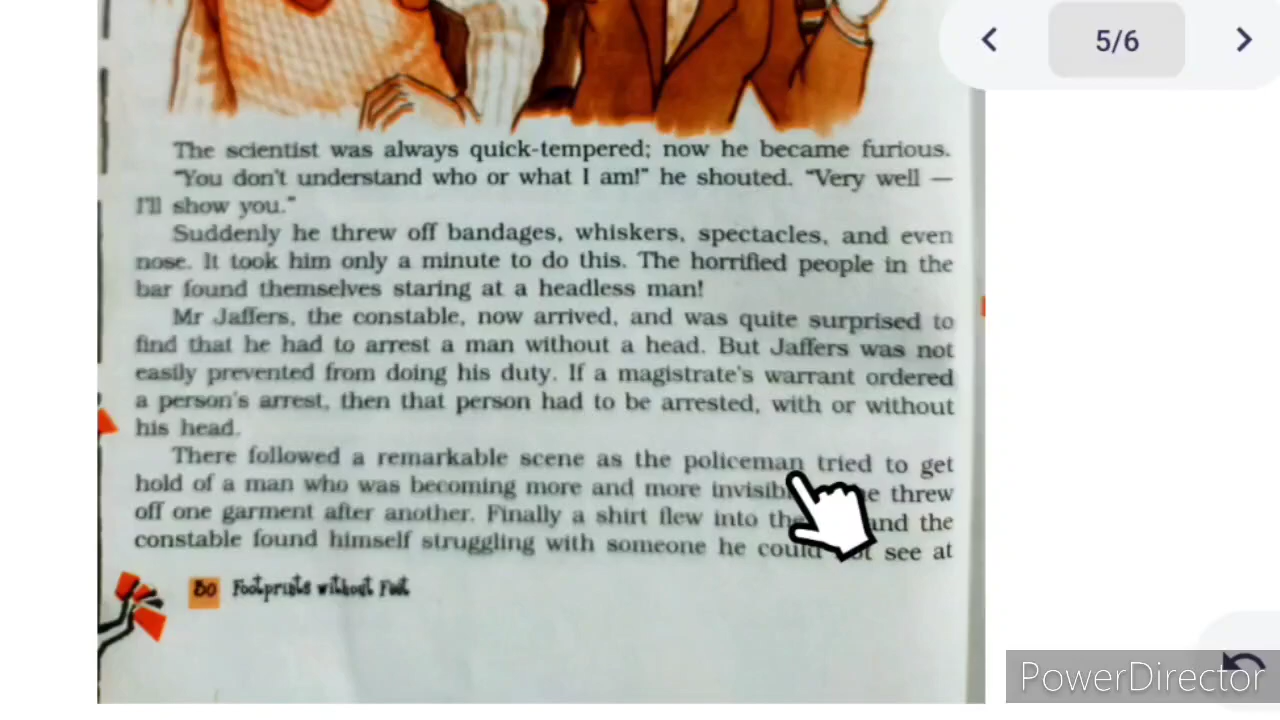 5/6
The scientist was always quick-tempered; now he became furious.
"You don't understand who or what I am!" he shouted. "Very well —
I'll show you."
Suddenly he threw off bandages, whiskers, spectacles, and even
nose. It took him only a minute to do this. The horrified people in the
bar found themselves staring at a headless man!
Mr Jaffers, the constable, now arrived, and was quite surprised to
find that he had to arrest a man without a head. But Jaffers was not
easily prevented from doing his duty. If a magistrate's warrant ordered
a person's arrest, then that person had to be arrested, with or without
his head.
There followed a remarkable scene as the policeman tried to get
hold of a man who was becoming more and more threw
off one garment after another. Finally a shirt flew into and the
constable found himself struggling with someone he could see at
30 Footprints without Feet
PowerDirector